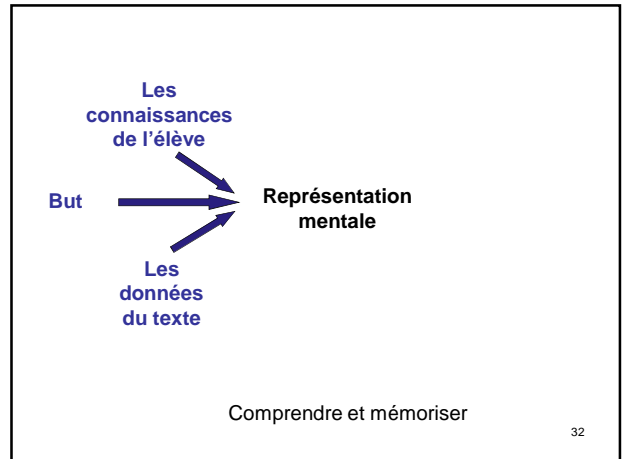 Les
connaissances
de l’élève
But
Représentation
mentale
Les
données
du texte
Comprendre et mémoriser
32